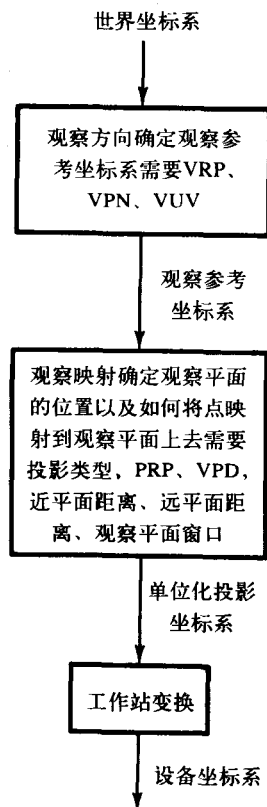 世界坐标系
观察方向确定观察参
考坐标系需要VRP、
VPN、VUV
观察参考
坐标系
观察映射确定观察平面
的位置以及如何将点映
射到观察平面上去需要
投影类型，PRP、VPD，
近平面距离、远平面距
离、观察平面窗口
单位化投影
坐标系
工作站变换
设备坐标系